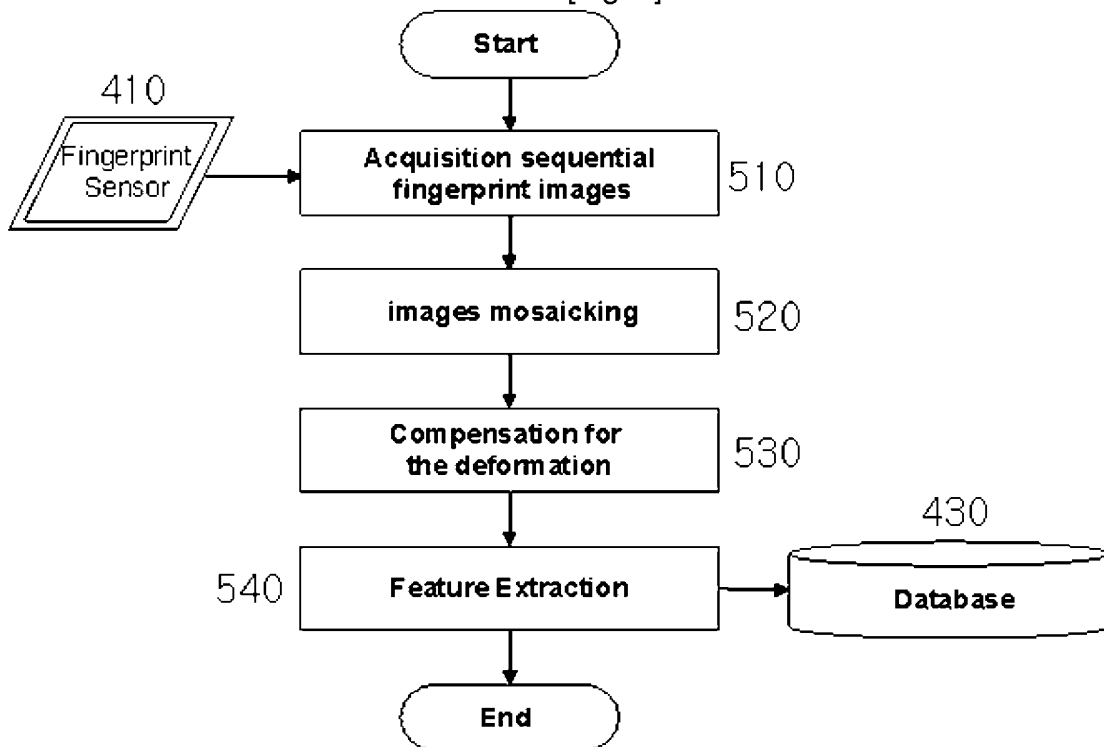 Start
410
Fingerprint
Sensor
Acquisition sequential
fingerprint images
510
images mosaicking
520
Compensation for
the deformation
530
430
540
Feature Extraction
Database
End